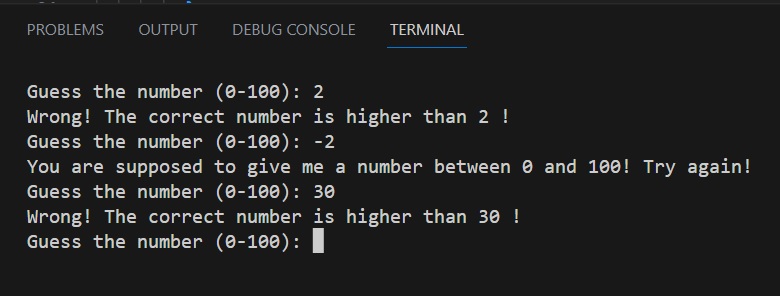 PROBLEMS OUTPUT DEBUG CONSOLE TERMINAL
Guess the number (0-100): 2
Wrong! The correct number is higher than 2 !
Guess the number (0-100): -2
You are supposed to give me a number between 0 and 100! Try again!
Guess the number (0-100): 30
Wrong! The correct number is higher than 30 !
Guess the number (0-100):